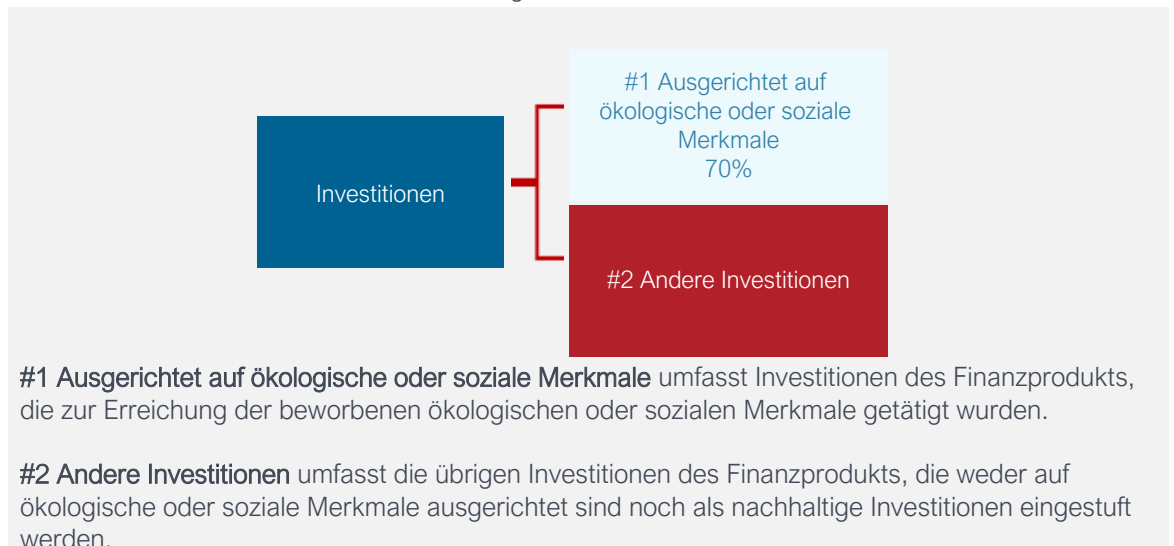 #1 Ausgerichtet auf
ökologische oder soziale
Merkmale
70%
Investitionen
#2 Andere Investitionen
#1 Ausgerichtet auf ökologische oder soziale Merkmale umfasst Investitionen des Finanzprodukts,
die zur Erreichung der beworbenen ökologischen oder sozialen Merkmale getätigt wurden.
#2 Andere Investitionen umfasst die übrigen Investitionen des Finanzprodukts, die weder auf
ökologische oder soziale Merkmale ausgerichtet sind noch als nachhaltige Investitionen eingestuft
werden.